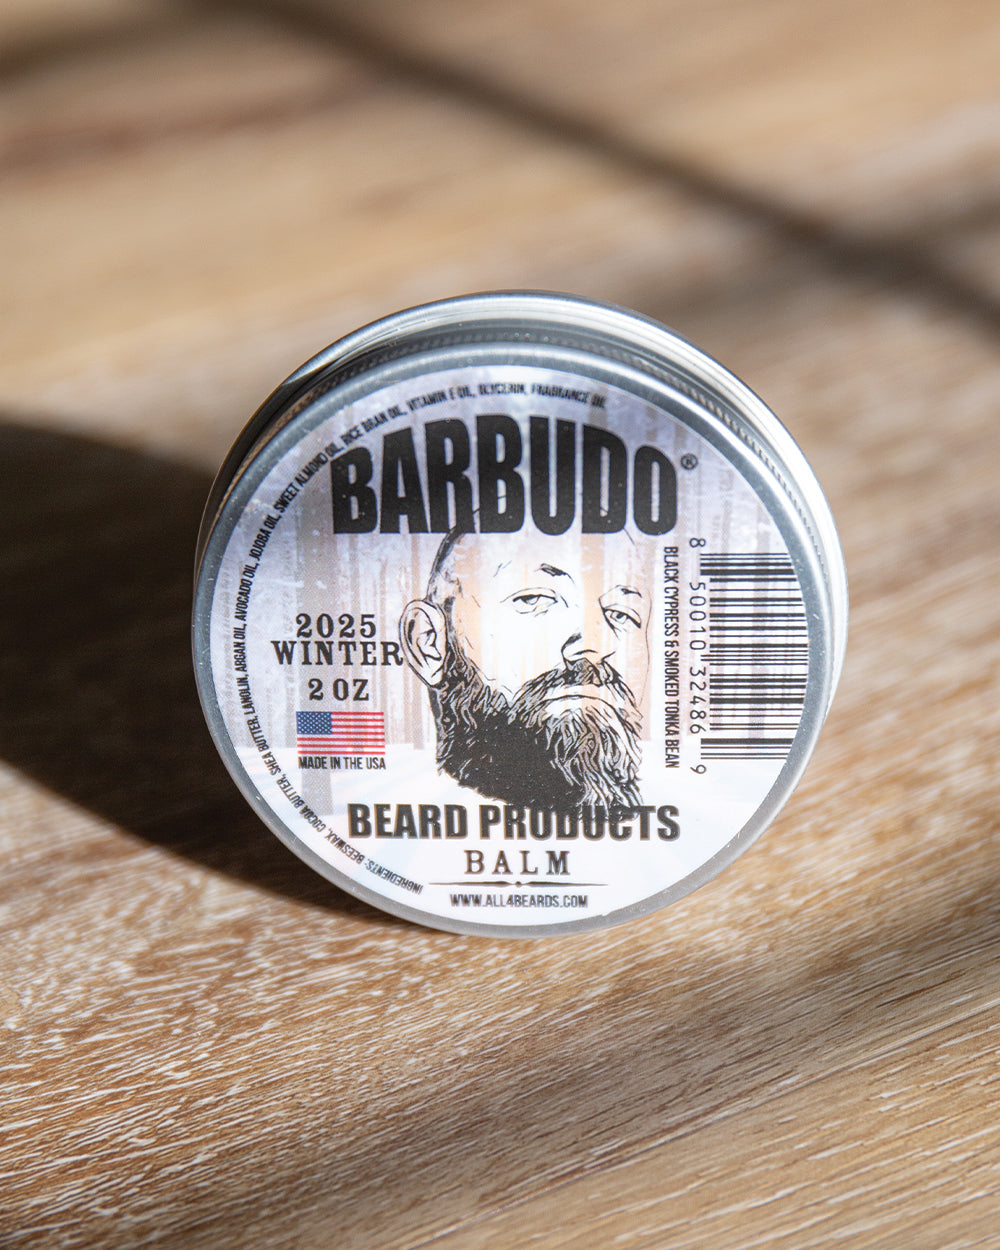 INGREDIENTS: BEESWAX, COCOA BUTTER, SHEA BUTTER, LANOLIN, ARGAN OIL, AVOCADO OIL, JOJOBA OIL, SWEET ALMOND OIL, RICE BRAN OIL, VITAMIN E OIL, GLYCERIN, FRAGRANCE OIL
BARBUDO®
2025
WINTER
2 OZ
MADE IN THE USA
BLACK CYPRESS & SMOKED TONKA BEAN
8 50010 32486 9
BEARD PRODUCTS
BALM
WWW.ALL4BEARDS.COM